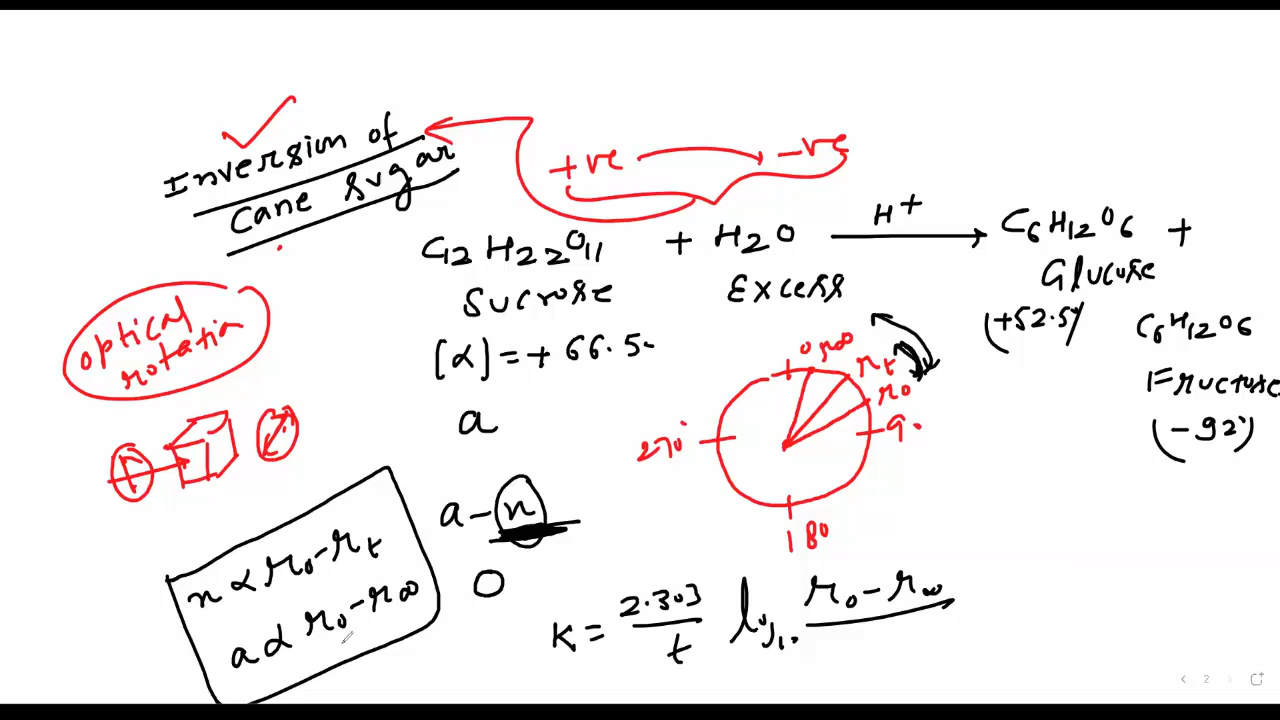 Inversion of
cane sugar
+ve → -ve
C12H22O11 + H2O H+ → C6H12O6 +
Sucrose Excess Glucose
(+52.5°)
C6H12O6
Fructose
(-92°)
[α] = + 66.5°
optical
rotation
a
a - x
0
0 r∞
rt
r0
90
180
270°
x α r0 - rt
a α r0 - r∞
K = 2.303/t log10 r0 - r∞
2